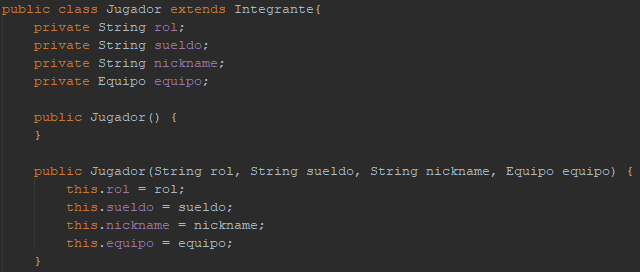 public class Jugador extends Integrante{
    private String rol;
    private String sueldo;
    private String nickname;
    private Equipo equipo;

    public Jugador() {
    }

    public Jugador(String rol, String sueldo, String nickname, Equipo equipo) {
        this.rol = rol;
        this.sueldo = sueldo;
        this.nickname = nickname;
        this.equipo = equipo;
    }